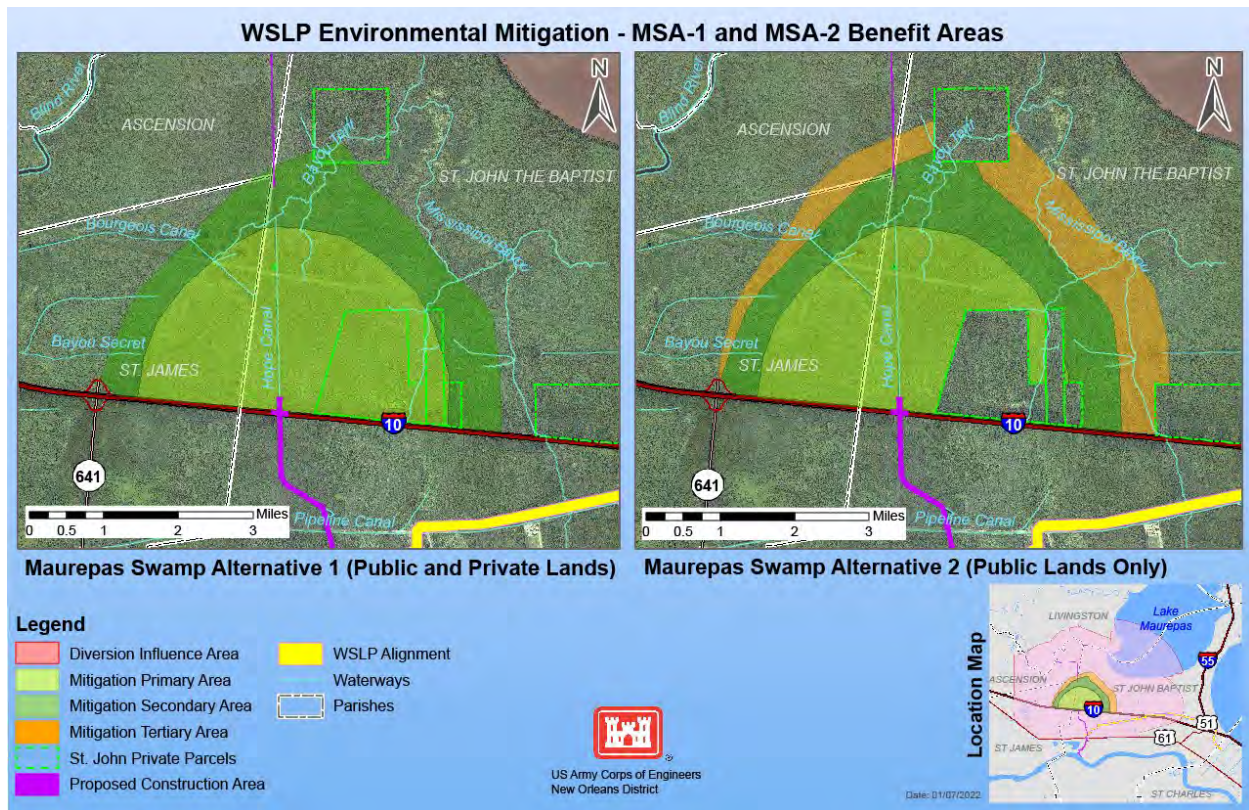 WSLP Environmental Mitigation - MSA-1 and MSA-2 Benefit Areas
Blind River
ASCENSION
N
Bayou Tent
ST. JOHN THE BAPTIST
Bourgeois Canal
Mississippi Bayou
Hope Canal
Bayou Secret
ST. JAMES
10
641
0 0.5 1 2 3 Miles
Pipeline Canal
Blind River
ASCENSION
N
Bayou Tent
ST. JOHN THE BAPTIST
Bourgeois Canal
Mississippi Bayou
Hope Canal
Bayou Secret
ST. JAMES
10
641
0 0.5 1 2 3 Miles
Pipeline Canal
Maurepas Swamp Alternative 1 (Public and Private Lands)
Maurepas Swamp Alternative 2 (Public Lands Only)
Legend
Diversion Influence Area
Mitigation Primary Area
Mitigation Secondary Area
Mitigation Tertiary Area
St. John Private Parcels
Proposed Construction Area
WSLP Alignment
Waterways
Parishes
US Army Corps of Engineers
New Orleans District
Location Map
LIVINGSTON
Lake
Maurepas
55
ASCENSION
ST JOHN BAPTIST
10
51
61
ST JAMES
ST CHARLES
Date: 01/07/2022